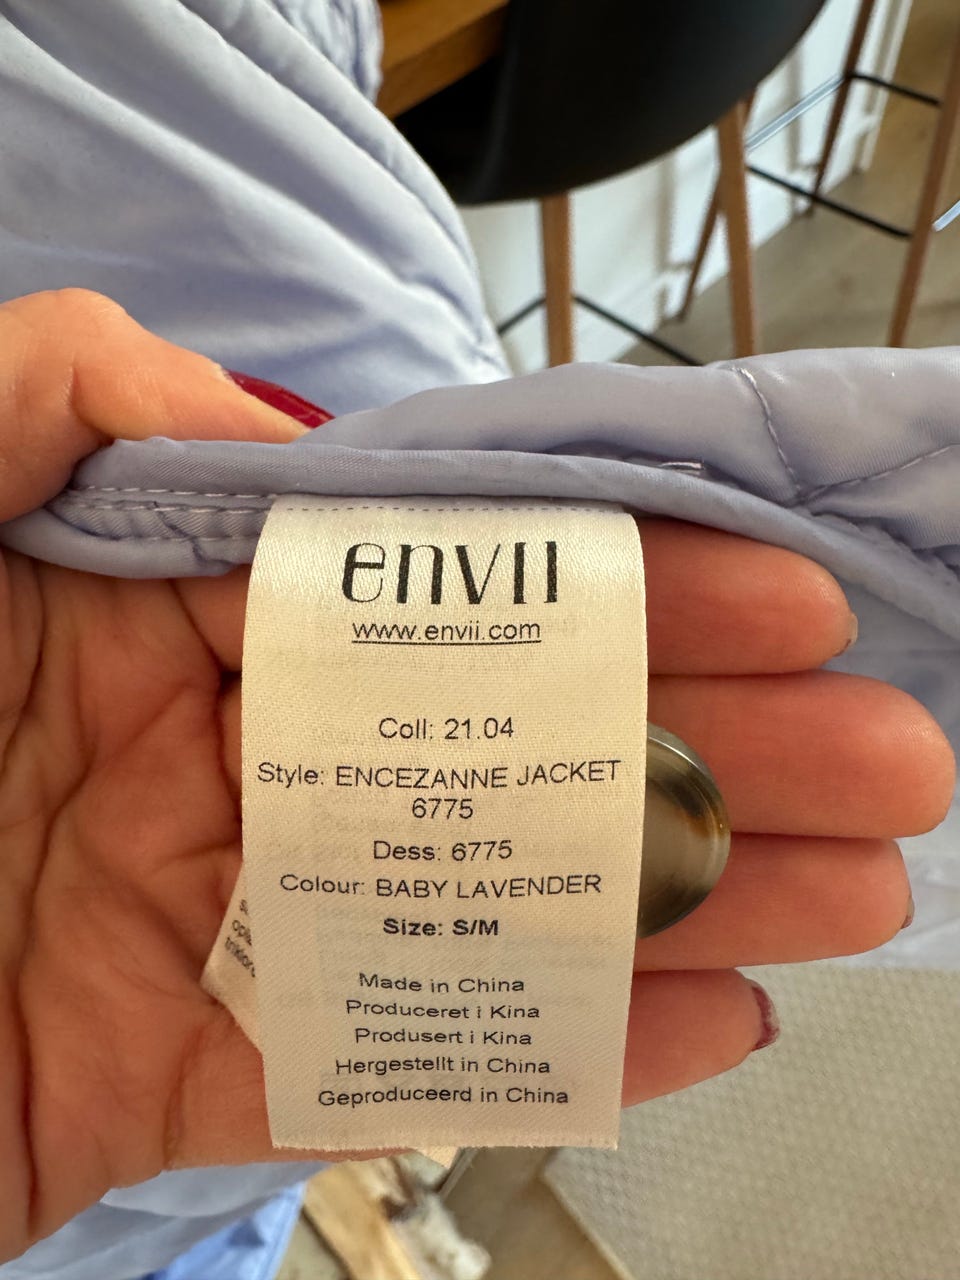 envii
www.envii.com
Coll: 21.04
Style: ENCEZANNE JACKET
6775
Dess: 6775
Colour: BABY LAVENDER
Size: S/M
Made in China
Produceret i Kina
Produsert i Kina
Hergestellt in China
Geproduceerd in China